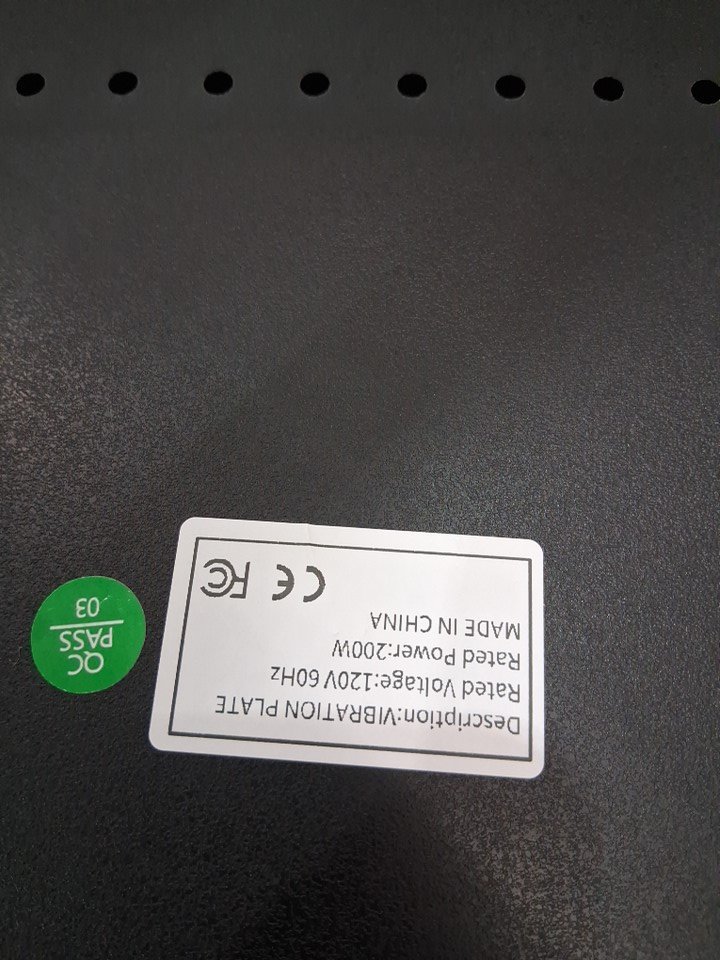 Description:VIBRATION PLATE
Rated Voltage:120V 60Hz
Rated Power:200W
MADE IN CHINA
CE FC
QC
PASS
03